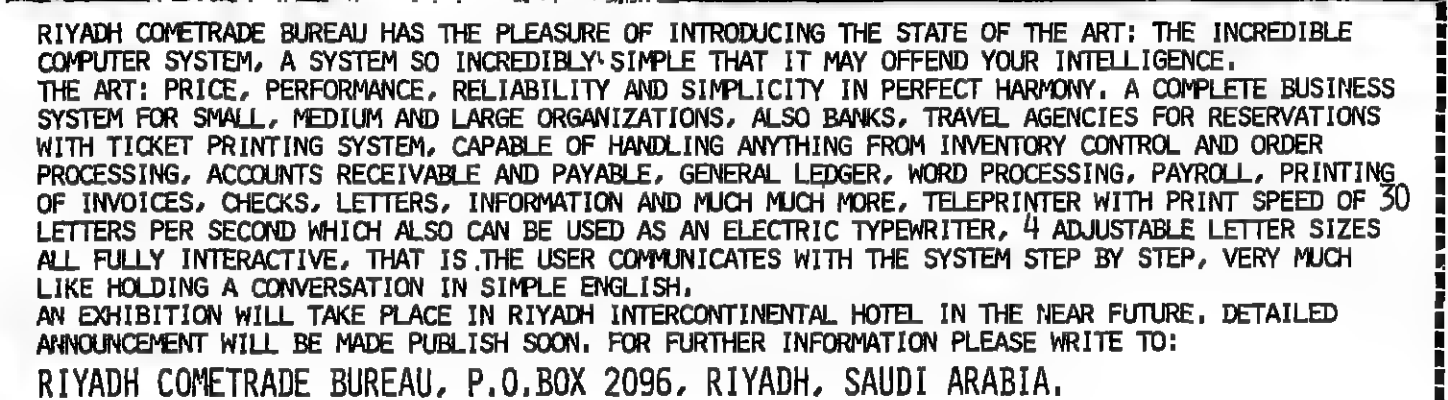 RIYADH COMETRADE BUREAU HAS THE PLEASURE OF INTRODUCING THE STATE OF THE ART: THE INCREDIBLE
COMPUTER SYSTEM, A SYSTEM SO INCREDIBLY SIMPLE THAT IT MAY OFFEND YOUR INTELLIGENCE.
THE ART: PRICE, PERFORMANCE, RELIABILITY AND SIMPLICITY IN PERFECT HARMONY. A COMPLETE BUSINESS
SYSTEM FOR SMALL, MEDIUM AND LARGE ORGANIZATIONS, ALSO BANKS, TRAVEL AGENCIES FOR RESERVATIONS
WITH TICKET PRINTING SYSTEM, CAPABLE OF HANDLING ANYTHING FROM INVENTORY CONTROL AND ORDER
PROCESSING, ACCOUNTS RECEIVABLE AND PAYABLE, GENERAL LEDGER, WORD PROCESSING, PAYROLL, PRINTING
OF INVOICES, CHECKS, LETTERS, INFORMATION AND MUCH MUCH MORE, TELEPRINTER WITH PRINT SPEED OF 30
LETTERS PER SECOND WHICH ALSO CAN BE USED AS AN ELECTRIC TYPEWRITER, 4 ADJUSTABLE LETTER SIZES
ALL FULLY INTERACTIVE, THAT IS THE USER COMMUNICATES WITH THE SYSTEM STEP BY STEP, VERY MUCH
LIKE HOLDING A CONVERSATION IN SIMPLE ENGLISH.
AN EXHIBITION WILL TAKE PLACE IN RIYADH INTERCONTINENTAL HOTEL IN THE NEAR FUTURE. DETAILED
ANNOUNCEMENT WILL BE MADE PUBLISH SOON. FOR FURTHER INFORMATION PLEASE WRITE TO:
RIYADH COMETRADE BUREAU, P.O.BOX 2096, RIYADH, SAUDI ARABIA.